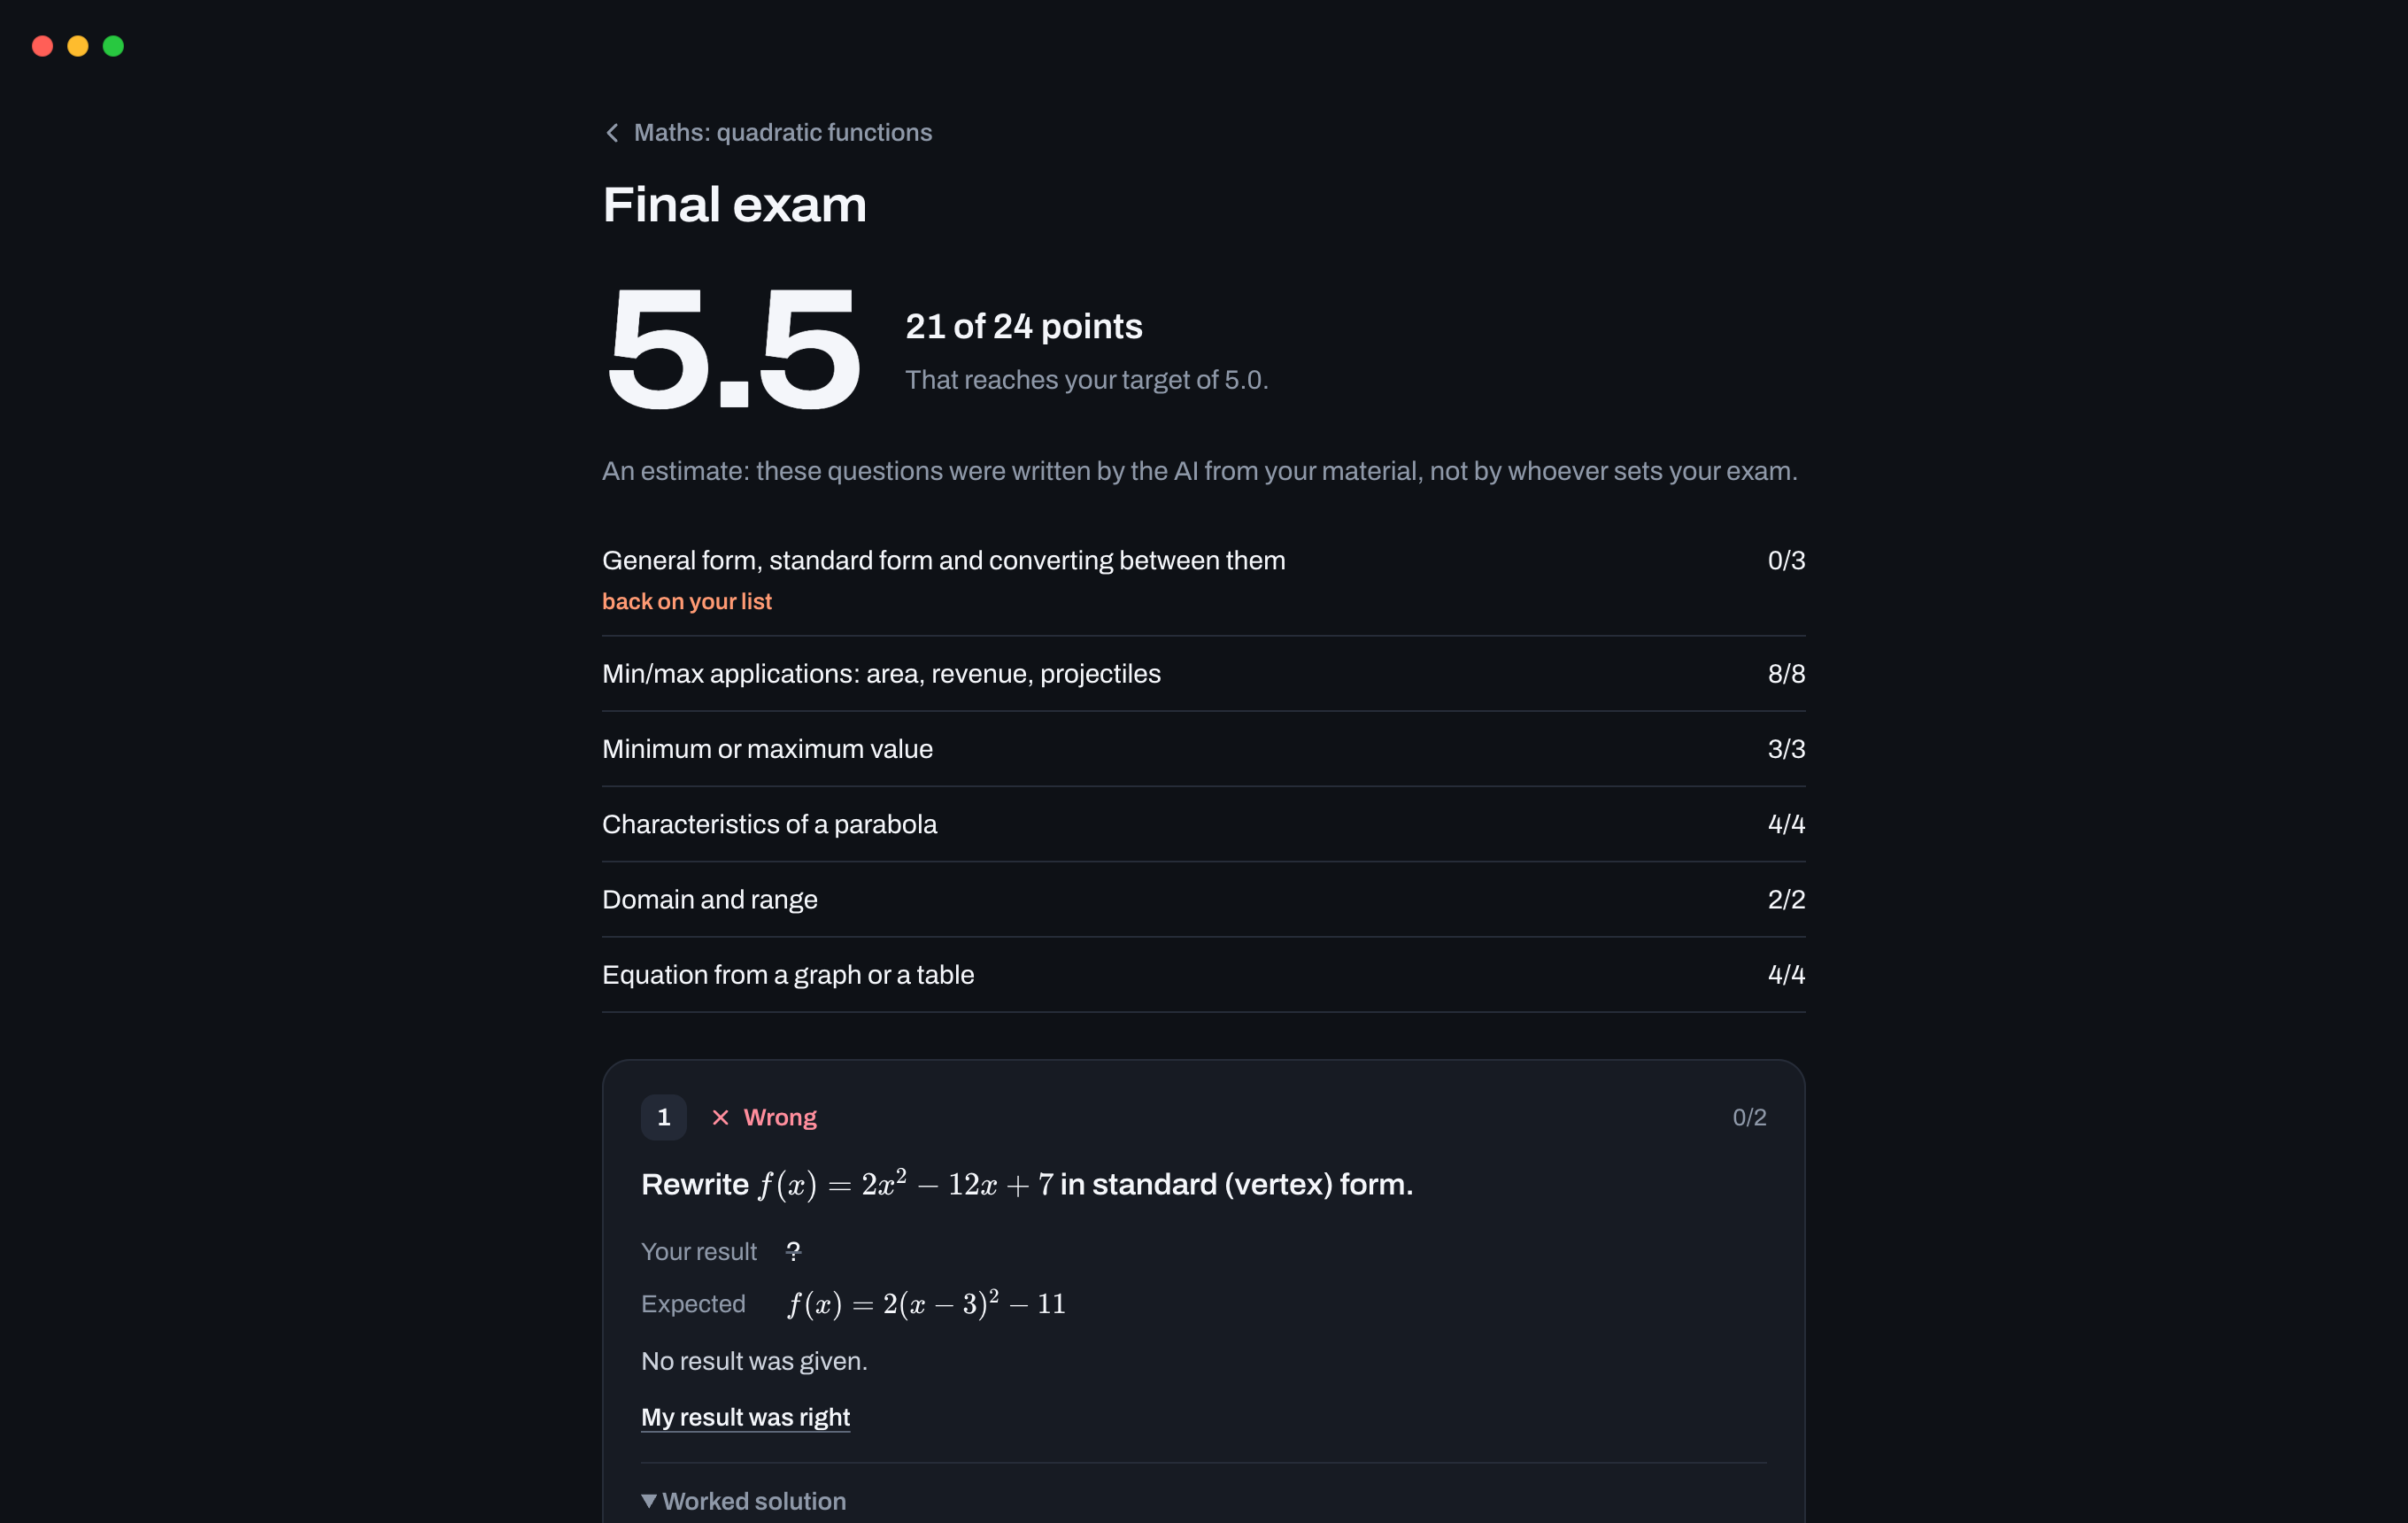 Maths: quadratic functions
Final exam
5.5
21 of 24 points
That reaches your target of 5.0.
An estimate: these questions were written by the AI from your material, not by whoever sets your exam.
General form, standard form and converting between them 0/3
back on your list
Min/max applications: area, revenue, projectiles 8/8
Minimum or maximum value 3/3
Characteristics of a parabola 4/4
Domain and range 2/2
Equation from a graph or a table 4/4
1 × Wrong 0/2
Rewrite f(x) = 2x² − 12x + 7 in standard (vertex) form.
Your result ?
Expected f(x) = 2(x − 3)² − 11
No result was given.
My result was right
▼ Worked solution